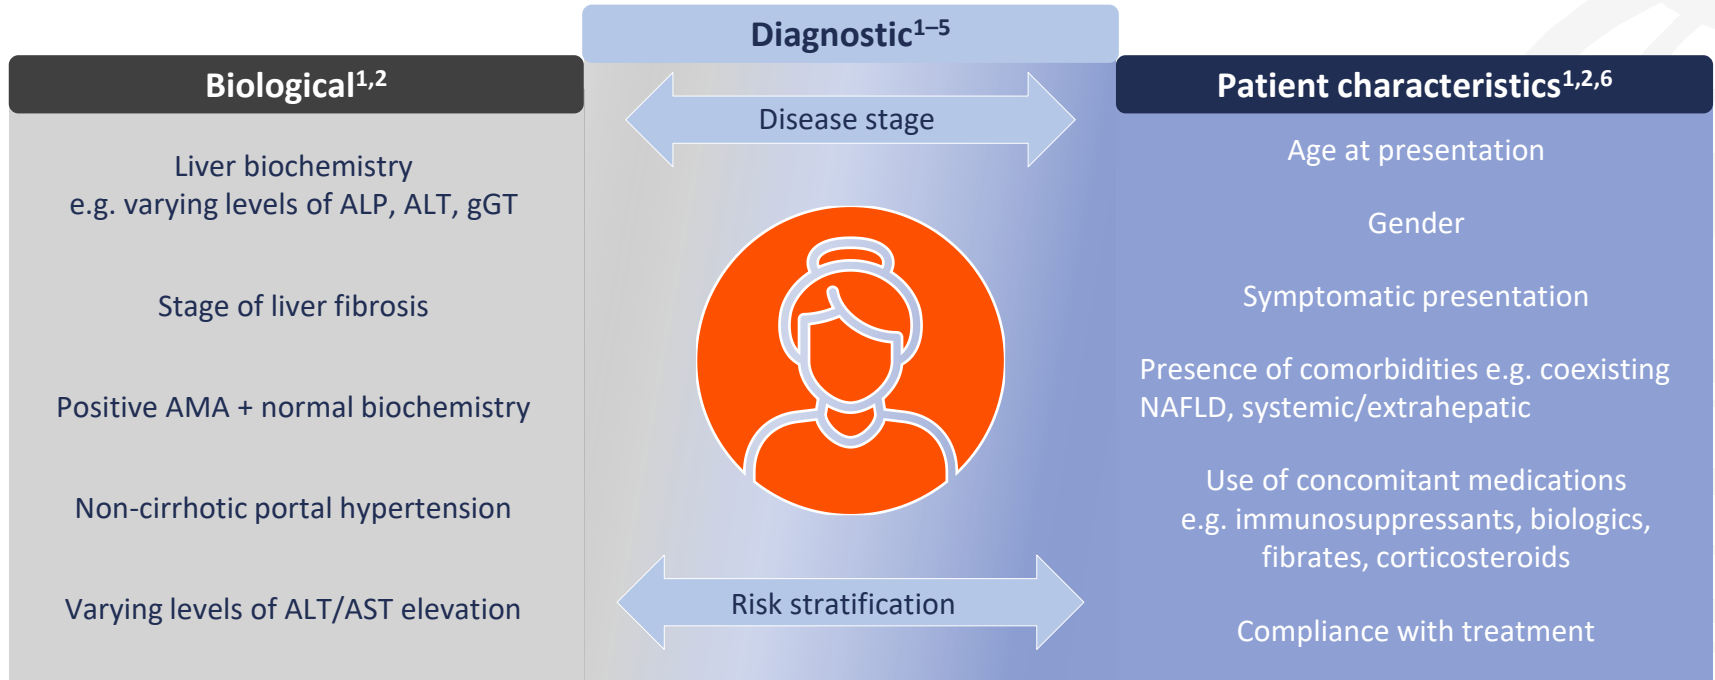 Biological1,2
Liver biochemistry
e.g. varying levels of ALP, ALT, gGT
Stage of liver fibrosis
Positive AMA + normal biochemistry
Non-cirrhotic portal hypertension
Varying levels of ALT/AST elevation
Diagnostic1–5
Disease stage
Risk stratification
Patient characteristics1,2,6
Age at presentation
Gender
Symptomatic presentation
Presence of comorbidities e.g. coexisting
NAFLD, systemic/extrahepatic
Use of concomitant medications
e.g. immunosuppressants, biologics,
fibrates, corticosteroids
Compliance with treatment